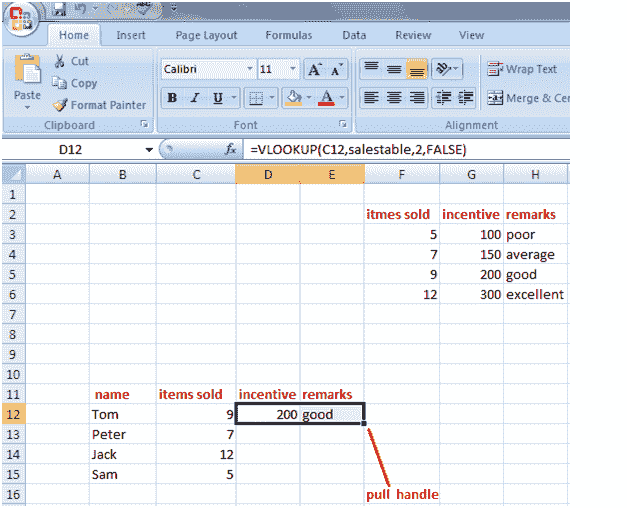 Home Insert Page Layout Formulas Data Review View
Cut
Copy
Format Painter
Paste
Clipboard
Calibri 11 A A
B I U A
Font
Wrap Text
Merge & Cer
Alignment
D12 fx =VLOOKUP(C12,salestable,2,FALSE)
A B C D E F G H
1
2 itmes sold incentive remarks
3 5 100 poor
4 7 150 average
5 9 200 good
6 12 300 excellent
7
8
9
10
11 name items sold incentive remarks
12 Tom 9 200 good
13 Peter 7
14 Jack 12
15 Sam 5
16 pull handle